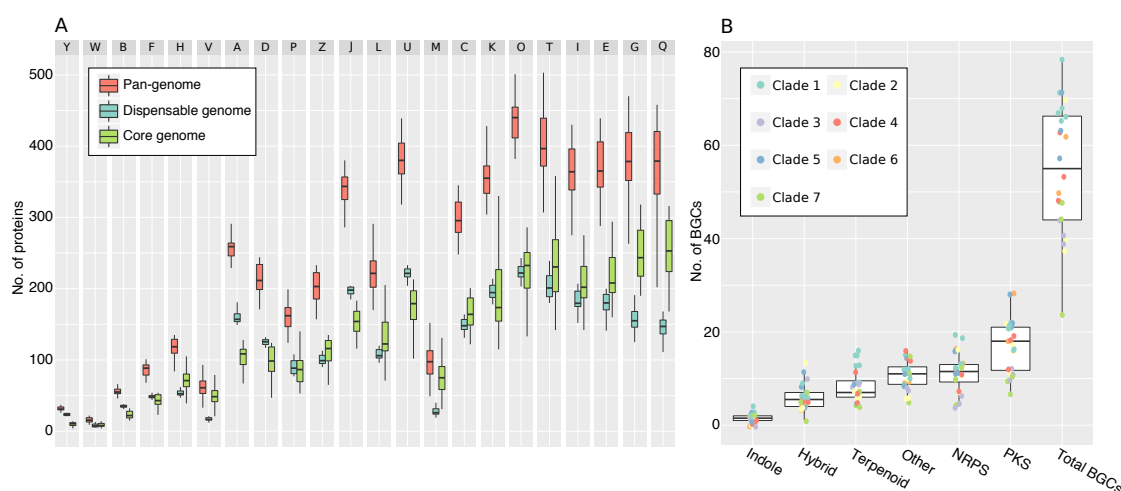 A
B
Y W B F H V A D P Z J L U M C K O T I E G Q
500
400
300
200
100
0
No. of proteins
Pan-genome
Dispensable genome
Core genome
80
60
40
20
0
No. of BGCs
Clade 1 Clade 2
Clade 3 Clade 4
Clade 5 Clade 6
Clade 7
Indole Hybrid Terpenoid Other NRPS PKS Total BGCs